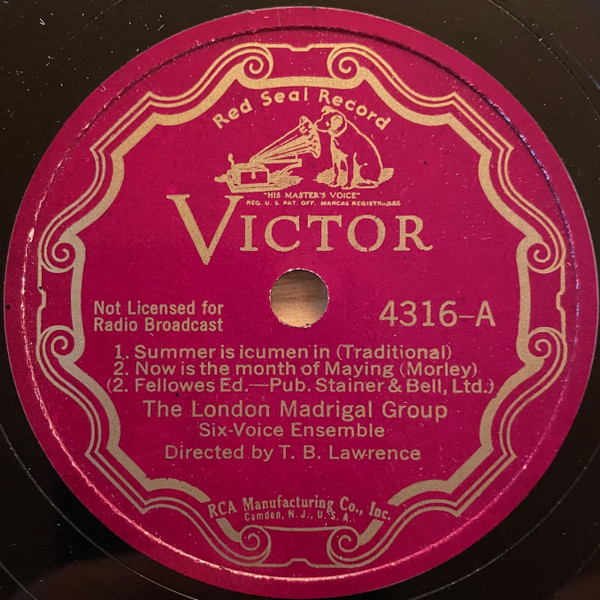 Red Seal Record
"HIS MASTER'S VOICE"
REG. U.S. PAT. OFF. MARCAS REGISTRADAS
VICTOR
Not Licensed for
Radio Broadcast
4316-A
1. Summer is icumen in (Traditional)
2. Now is the month of Maying (Morley)
(2. Fellowes Ed.—Pub. Stainer & Bell, Ltd.)
The London Madrigal Group
Six-Voice Ensemble
Directed by T. B. Lawrence
RCA Manufacturing Co., Inc.
Camden, N.J., U.S.A.